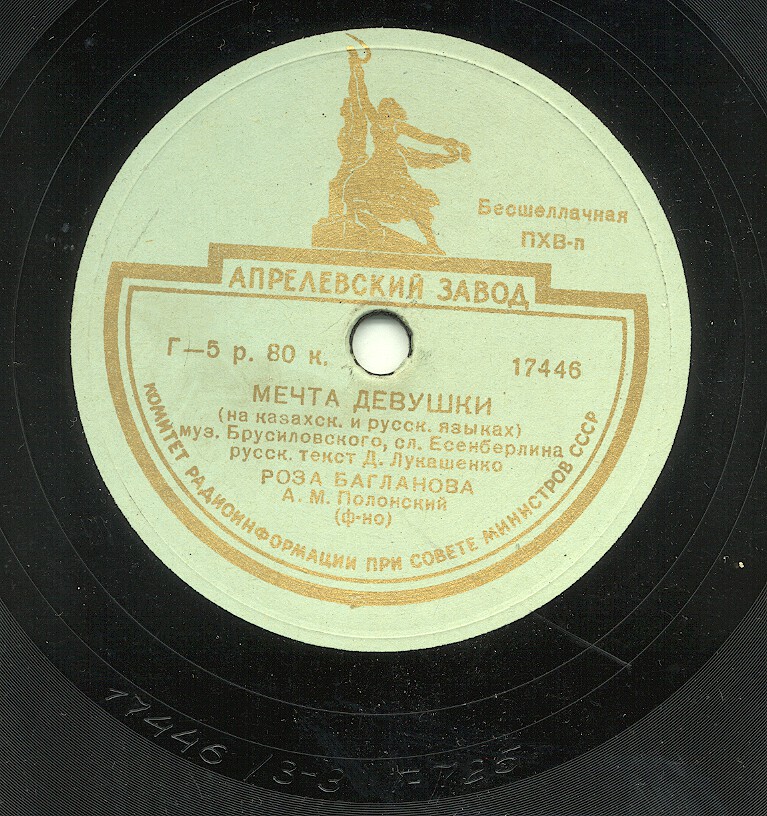 Бесшеллачная
ПХВ-п
АПРЕЛЕВСКИЙ ЗАВОД
Г—5 р. 80 к.
17446
МЕЧТА ДЕВУШКИ
(на казахск. и русск. языках)
муз. Брусиловского, сл. Есенберлина
русск. текст Д. Лукашенко
РОЗА БАГЛАНОВА
А. М. Полонский
(ф-но)
КОМИТЕТ РАДИОИНФОРМАЦИИ ПРИ СОВЕТЕ МИНИСТРОВ СССР
17446 /3-3